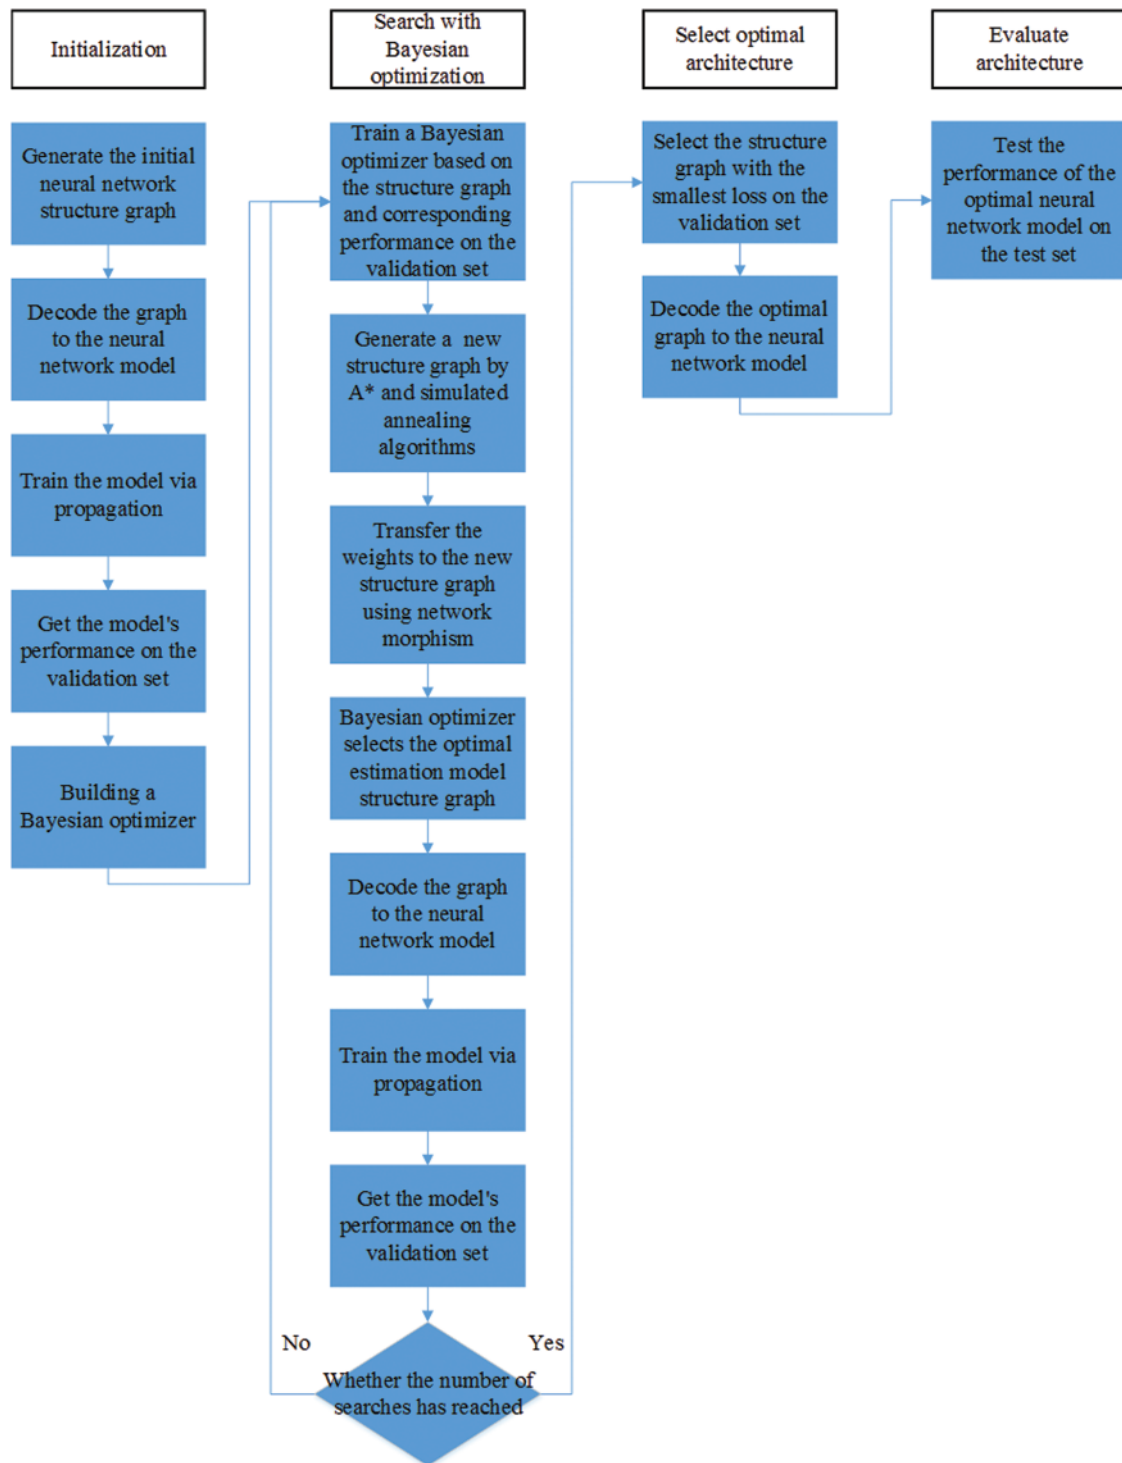 Initialization
Generate the initial
neural network
structure graph
Decode the graph
to the neural
network model
Train the model via
propagation
Get the model's
performance on the
validation set
Building a
Bayesian optimizer
Search with
Bayesian
optimization
Train a Bayesian
optimizer based on
the structure graph
and corresponding
performance on the
validation set
Generate a new
structure graph by
A* and simulated
annealing
algorithms
Transfer the
weights to the new
structure graph
using network
morphism
Bayesian optimizer
selects the optimal
estimation model
structure graph
Decode the graph
to the neural
network model
Train the model via
propagation
Get the model's
performance on the
validation set
No
Yes
Whether the number of
searches has reached
Select optimal
architecture
Select the structure
graph with the
smallest loss on the
validation set
Decode the optimal
graph to the neural
network model
Evaluate
architecture
Test the
performance of the
optimal neural
network model on
the test set